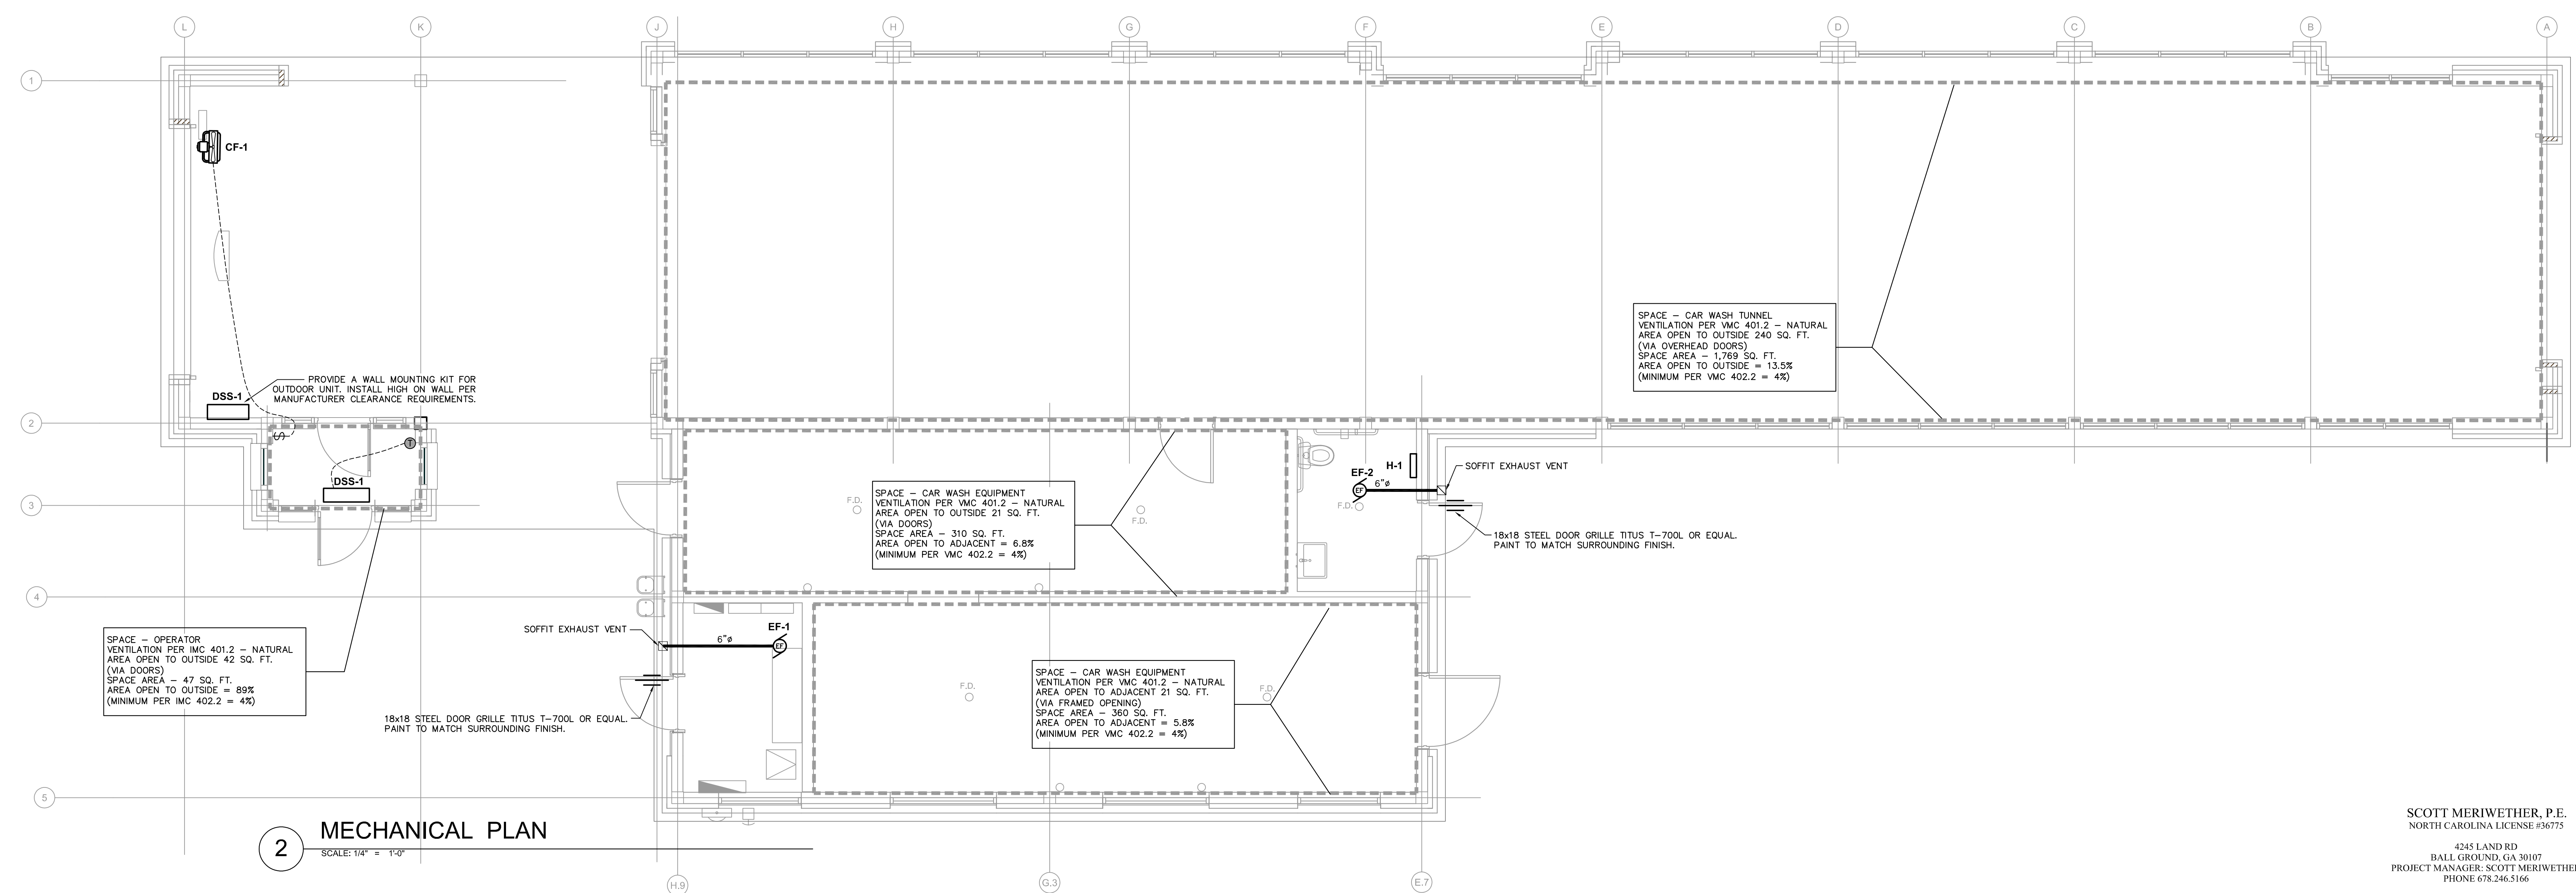 L
K
J
H
G
F
E
D
C
B
A
1
CF-1
PROVIDE A WALL MOUNTING KIT FOR
OUTDOOR UNIT. INSTALL HIGH ON WALL PER
MANUFACTURER CLEARANCE REQUIREMENTS.
DSS-1
2
$
T
DSS-1
3
SPACE – CAR WASH TUNNEL
VENTILATION PER VMC 401.2 – NATURAL
AREA OPEN TO OUTSIDE 240 SQ. FT.
(VIA OVERHEAD DOORS)
SPACE AREA – 1,769 SQ. FT.
AREA OPEN TO OUTSIDE = 13.5%
(MINIMUM PER VMC 402.2 = 4%)
F.D.
SPACE – CAR WASH EQUIPMENT
VENTILATION PER VMC 401.2 – NATURAL
AREA OPEN TO OUTSIDE 21 SQ. FT.
(VIA DOORS)
SPACE AREA – 310 SQ. FT.
AREA OPEN TO ADJACENT = 6.8%
(MINIMUM PER VMC 402.2 = 4%)
F.D.
EF-2
H-1
EF
6"ø
F.D.
SOFFIT EXHAUST VENT
18x18 STEEL DOOR GRILLE TITUS T–700L OR EQUAL.
PAINT TO MATCH SURROUNDING FINISH.
4
SPACE – OPERATOR
VENTILATION PER IMC 401.2 – NATURAL
AREA OPEN TO OUTSIDE 42 SQ. FT.
(VIA DOORS)
SPACE AREA – 47 SQ. FT.
AREA OPEN TO OUTSIDE = 89%
(MINIMUM PER IMC 402.2 = 4%)
SOFFIT EXHAUST VENT
6"ø
EF-1
EF
18x18 STEEL DOOR GRILLE TITUS T–700L OR EQUAL.
PAINT TO MATCH SURROUNDING FINISH.
F.D.
SPACE – CAR WASH EQUIPMENT
VENTILATION PER VMC 401.2 – NATURAL
AREA OPEN TO ADJACENT 21 SQ. FT.
(VIA FRAMED OPENING)
SPACE AREA – 360 SQ. FT.
AREA OPEN TO ADJACENT = 5.8%
(MINIMUM PER VMC 402.2 = 4%)
F.D.
5
2
MECHANICAL PLAN
SCALE: 1/4" = 1'-0"
H.9
G.3
E.7
SCOTT MERIWETHER, P.E.
NORTH CAROLINA LICENSE #36775
4245 LAND RD
BALL GROUND, GA 30107
PROJECT MANAGER: SCOTT MERIWETHER
PHONE 678.246.5166